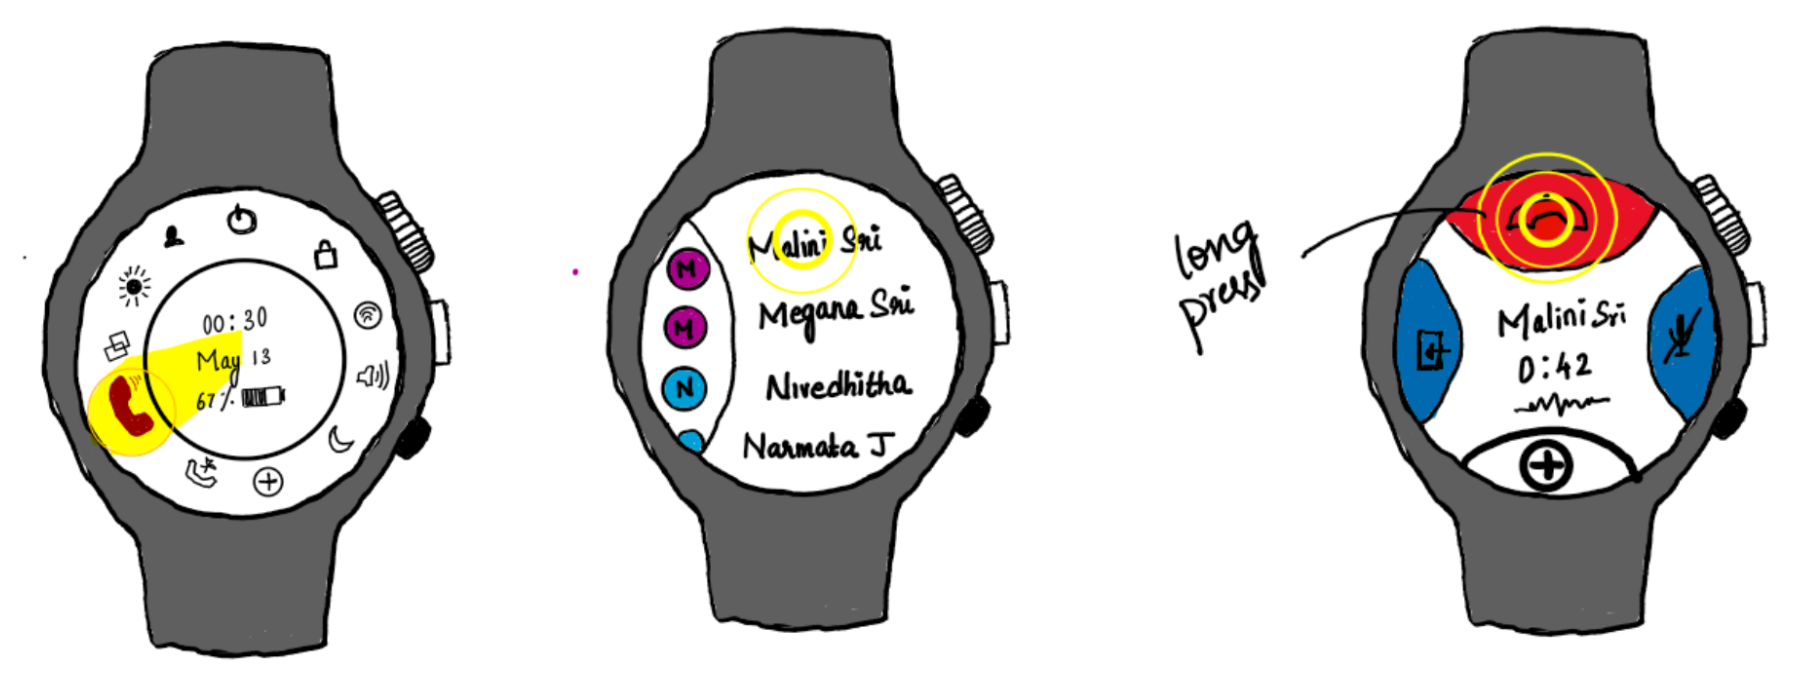 00:30
May 13
67%
M
Malini Sri
M
Megana Sri
N
Nivedhitha
Narmata J
long
press
Malini Sri
0:42